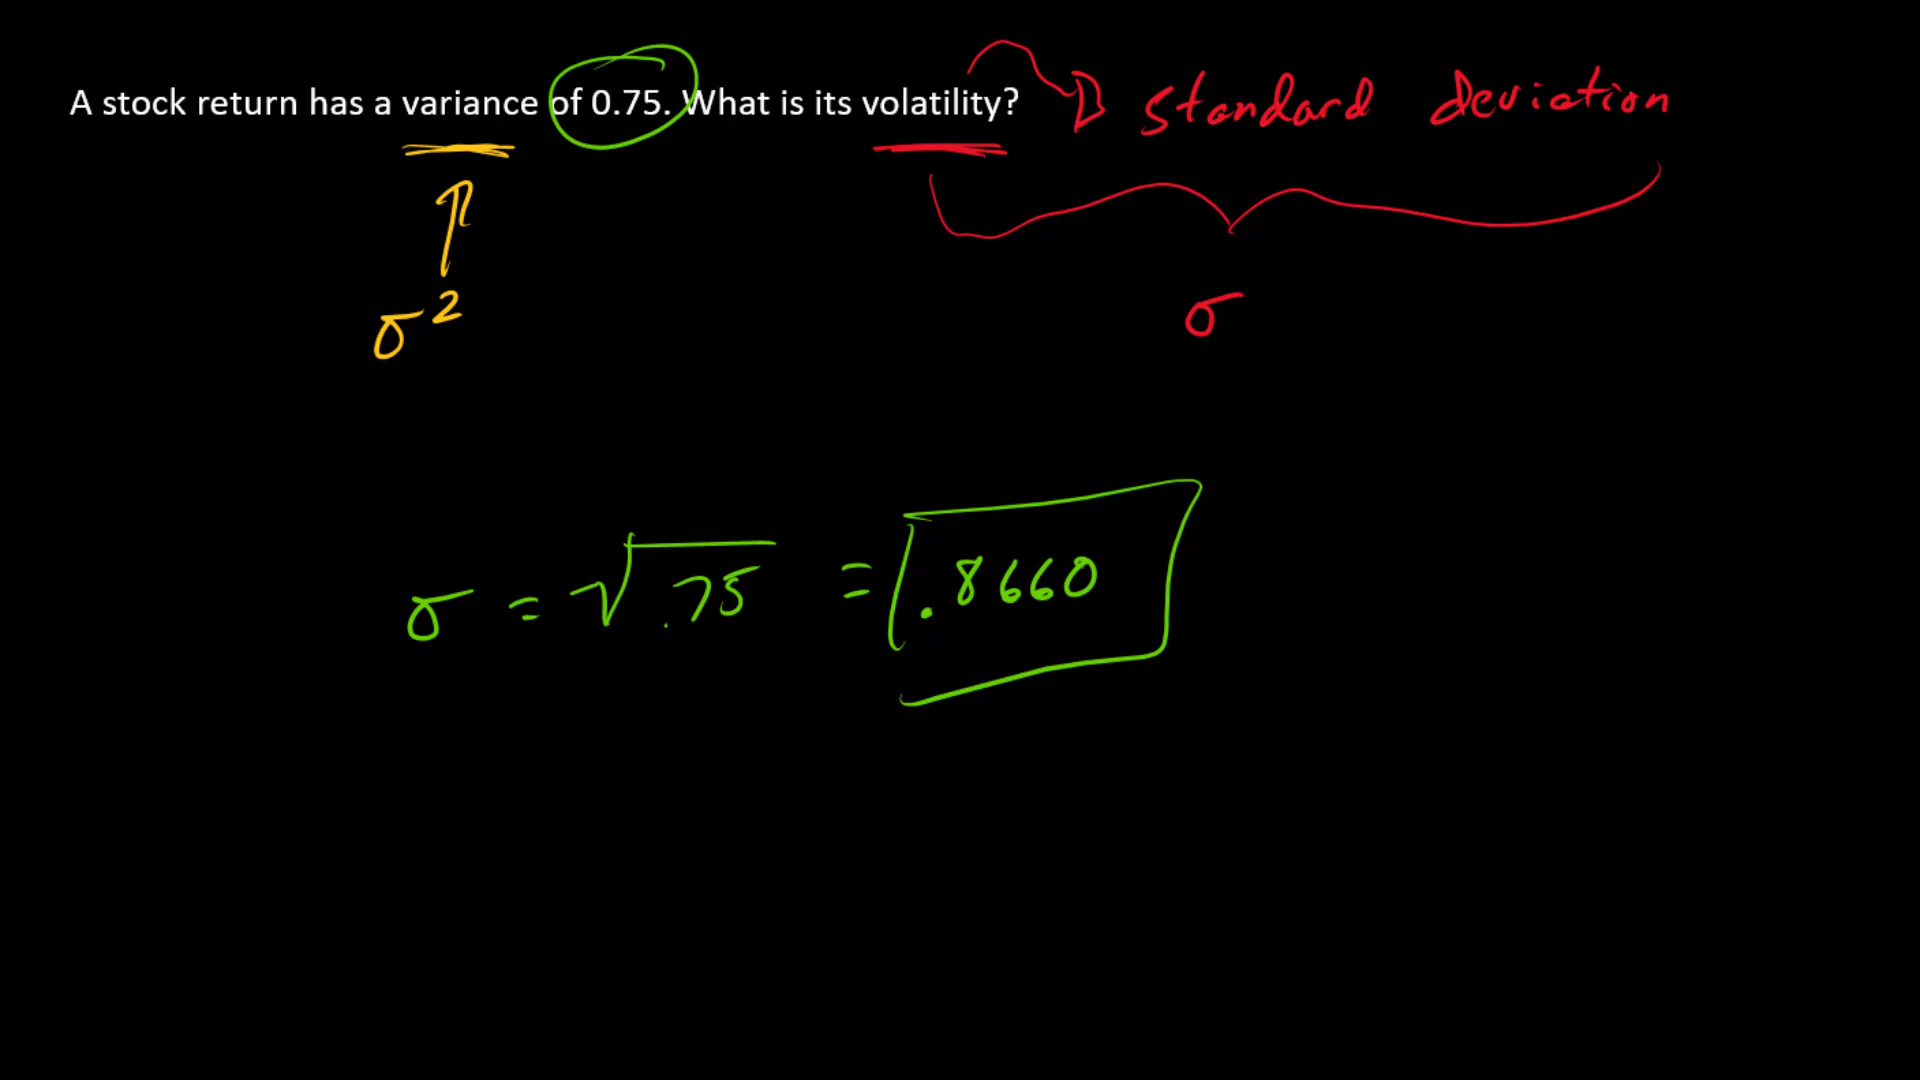 A stock return has a variance of 0.75. What is its volatility? standard deviation
σ² σ
σ = √.75 = .8660